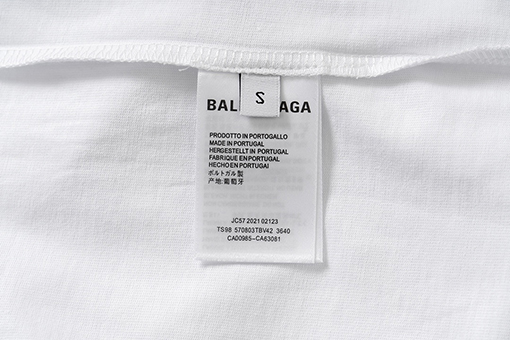 S
BAL AGA
PRODOTTO IN PORTOGALLO
MADE IN PORTUGAL
HERGESTELLT IN PORTUGAL
FABRIQUE EN PORTUGAL
HECHO EN PORTUGAl
ポルトガル製
产地:葡萄牙
JC57 2021 02123
TS98 570803TBV42 3640
CA00985-CA63081